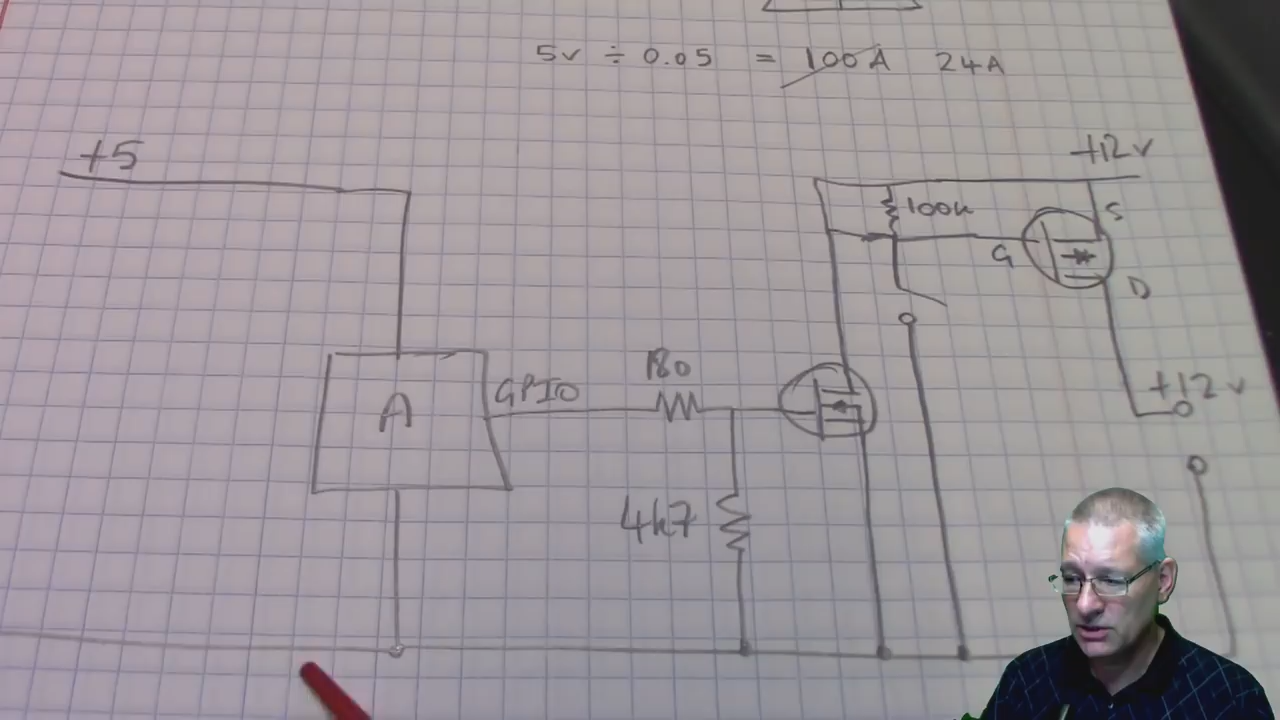 5v ÷ 0.05 = 100A 24A
+5
+12v
100k
S
G
D
180
GPIO
A
+12v
4k7